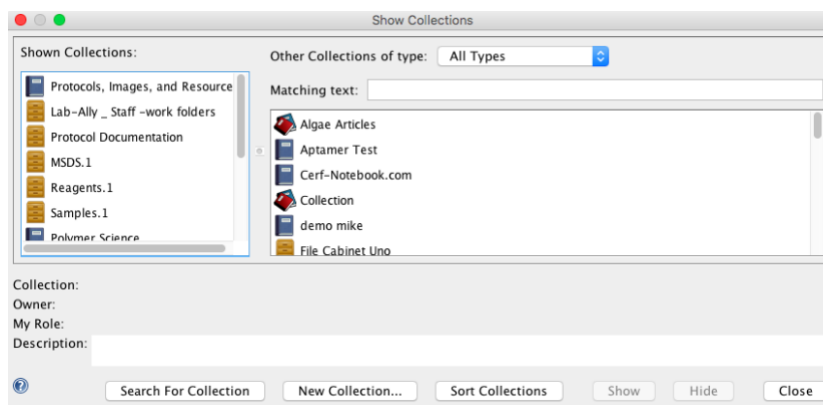 Show Collections
Shown Collections:
Protocols, Images, and Resource
Lab-Ally _ Staff -work folders
Protocol Documentation
MSDS.1
Reagents.1
Samples.1
Polymer Science
Other Collections of type: All Types
Matching text:
Algae Articles
Aptamer Test
Cerf-Notebook.com
Collection
demo mike
File Cabinet Uno
Collection:
Owner:
My Role:
Description:
? Search For Collection New Collection... Sort Collections Show Hide Close